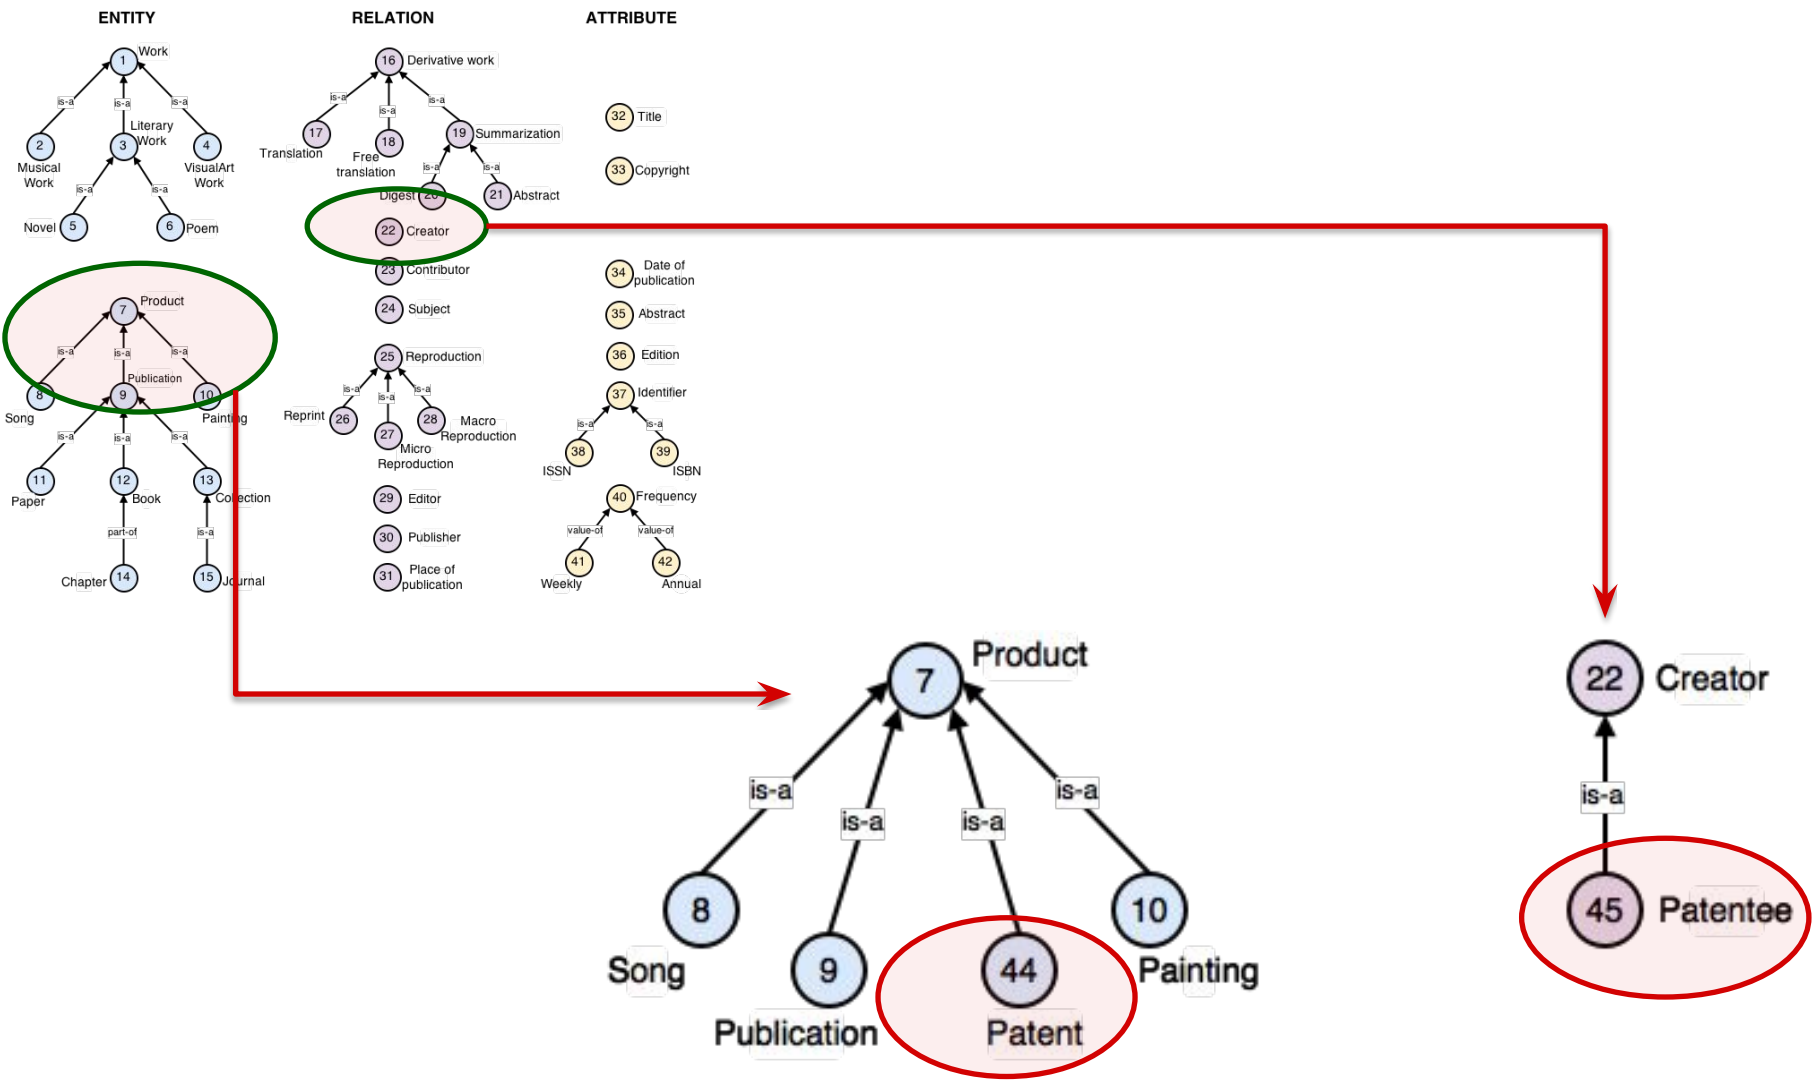 ENTITY
RELATION
ATTRIBUTE
1
Work
is-a
is-a
is-a
2
Musical
Work
3
Literary
Work
4
VisualArt
Work
is-a
is-a
Novel
5
6
Poem
7
Product
is-a
is-a
is-a
8
Song
Publication
9
10
Painting
is-a
is-a
is-a
11
Paper
12
Book
13
Collection
part-of
is-a
Chapter
14
15
Journal
16
Derivative work
is-a
is-a
is-a
17
Translation
18
Free
translation
19
Summarization
is-a
is-a
Digest
20
21
Abstract
22
Creator
23
Contributor
24
Subject
25
Reproduction
is-a
is-a
is-a
Reprint
26
27
Micro
Reproduction
28
Macro
Reproduction
29
Editor
30
Publisher
31
Place of
publication
32
Title
33
Copyright
34
Date of
publication
35
Abstract
36
Edition
37
Identifier
is-a
is-a
38
ISSN
39
ISBN
40
Frequency
value-of
value-of
41
Weekly
42
Annual
7
Product
is-a
is-a
is-a
is-a
8
Song
9
Publication
44
Patent
10
Painting
22
Creator
is-a
45
Patentee